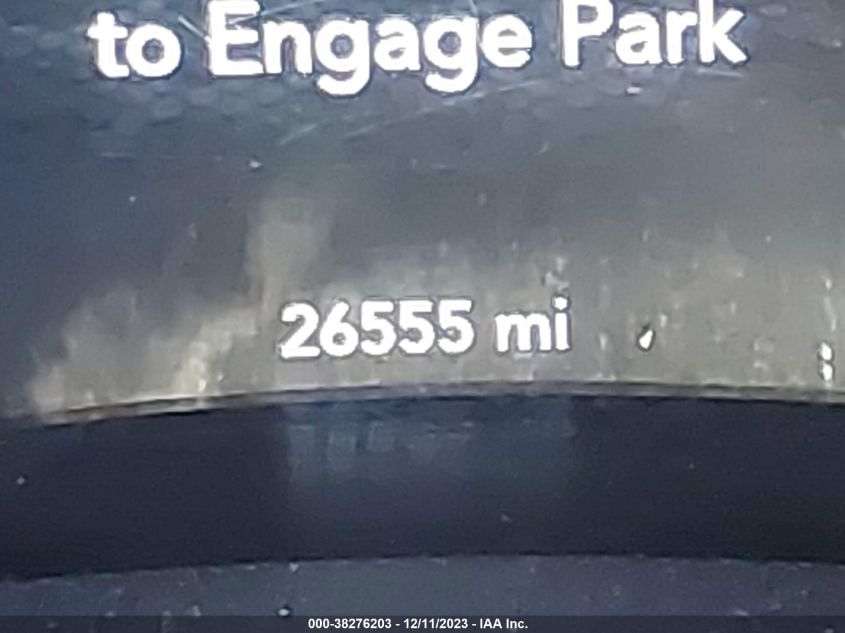 to Engage Park
26555 mi
000-38276203 - 12/11/2023 - IAA Inc.